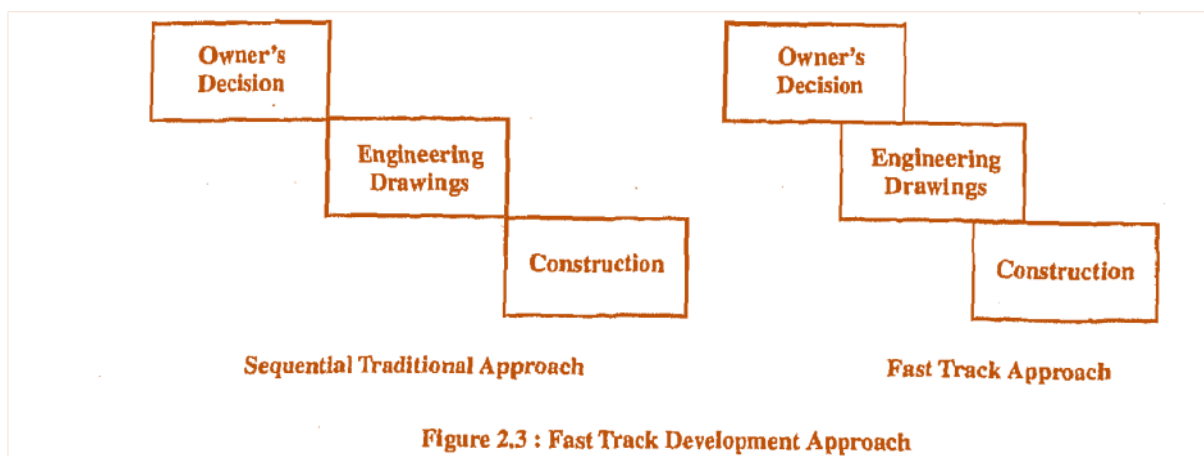 Owner's
Decision
Engineering
Drawings
Construction
Sequential Traditional Approach
Owner's
Decision
Engineering
Drawings
Construction
Fast Track Approach
Figure 2.3 : Fast Track Development Approach